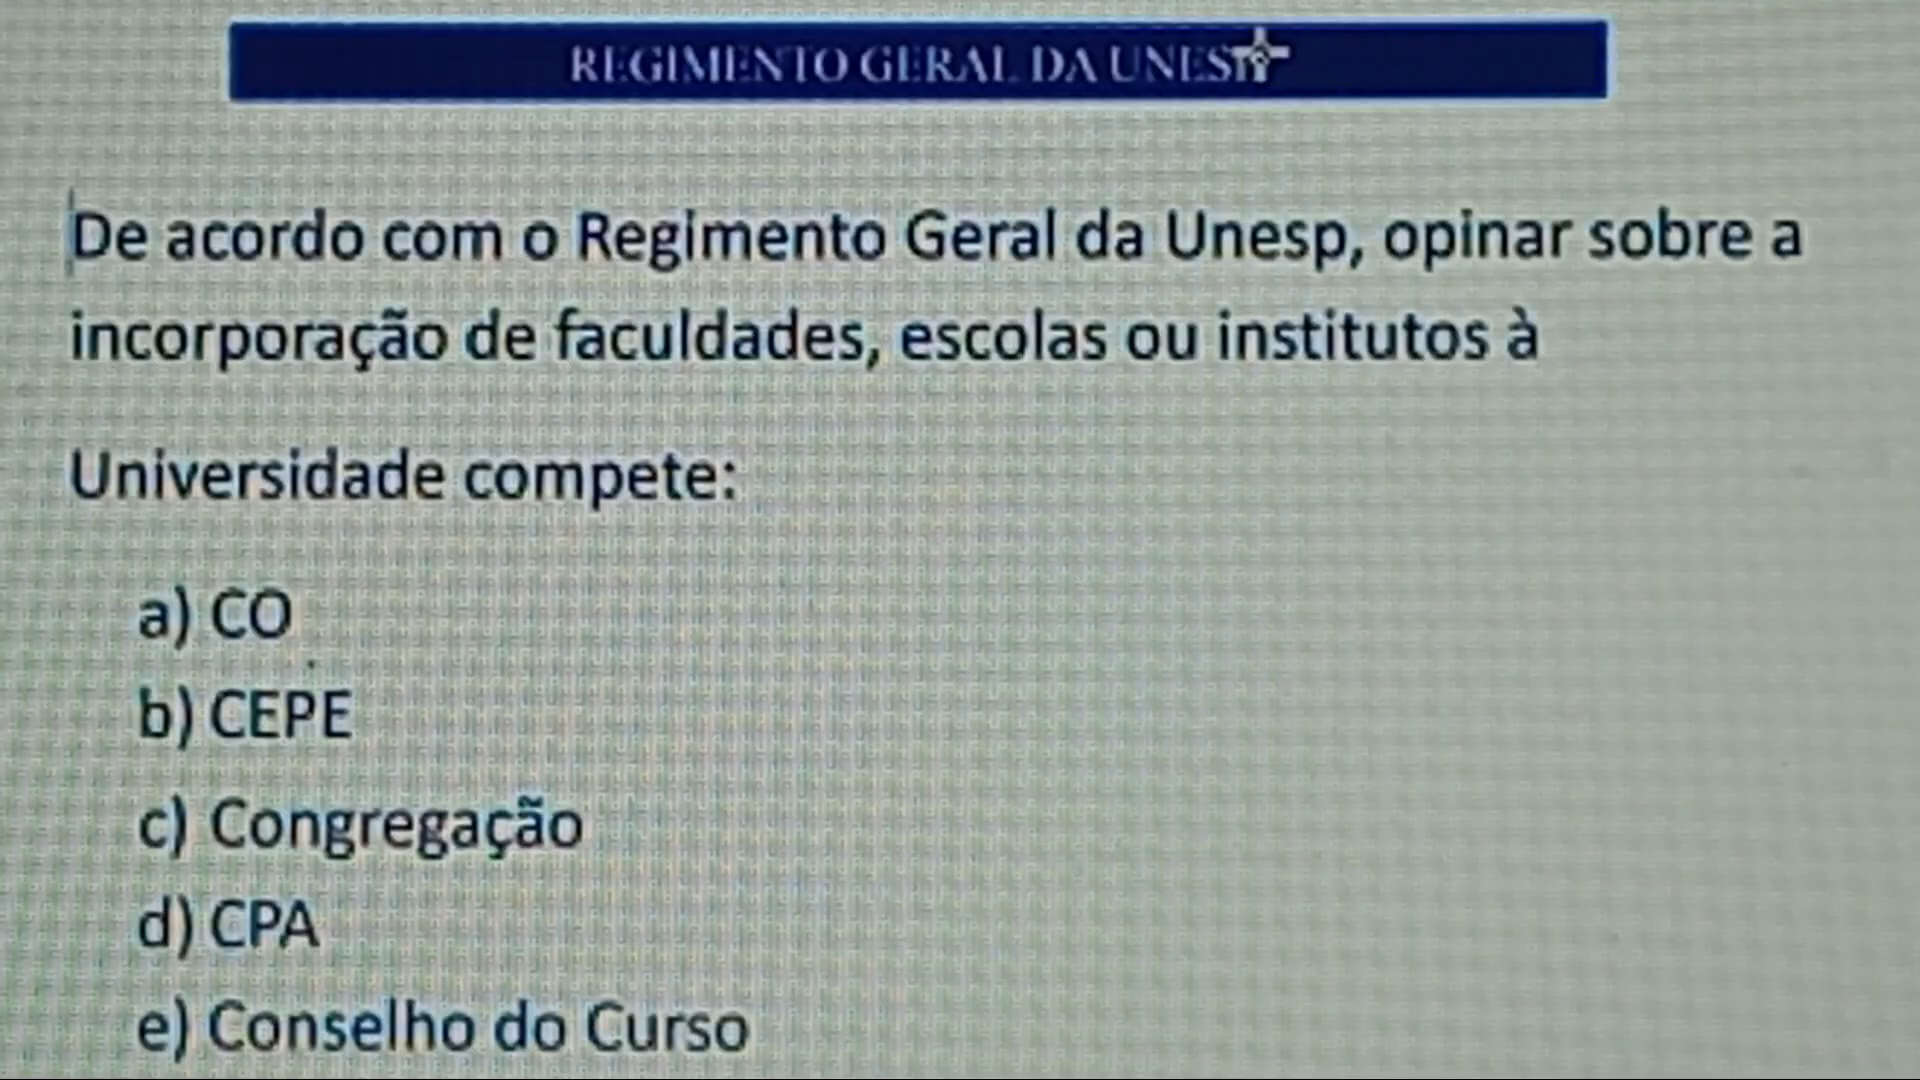 REGIMENTO GERAL DA UNESP
De acordo com o Regimento Geral da Unesp, opinar sobre a
incorporação de faculdades, escolas ou institutos à
Universidade compete:
a) CO
b) CEPE
c) Congregação
d) CPA
e) Conselho do Curso